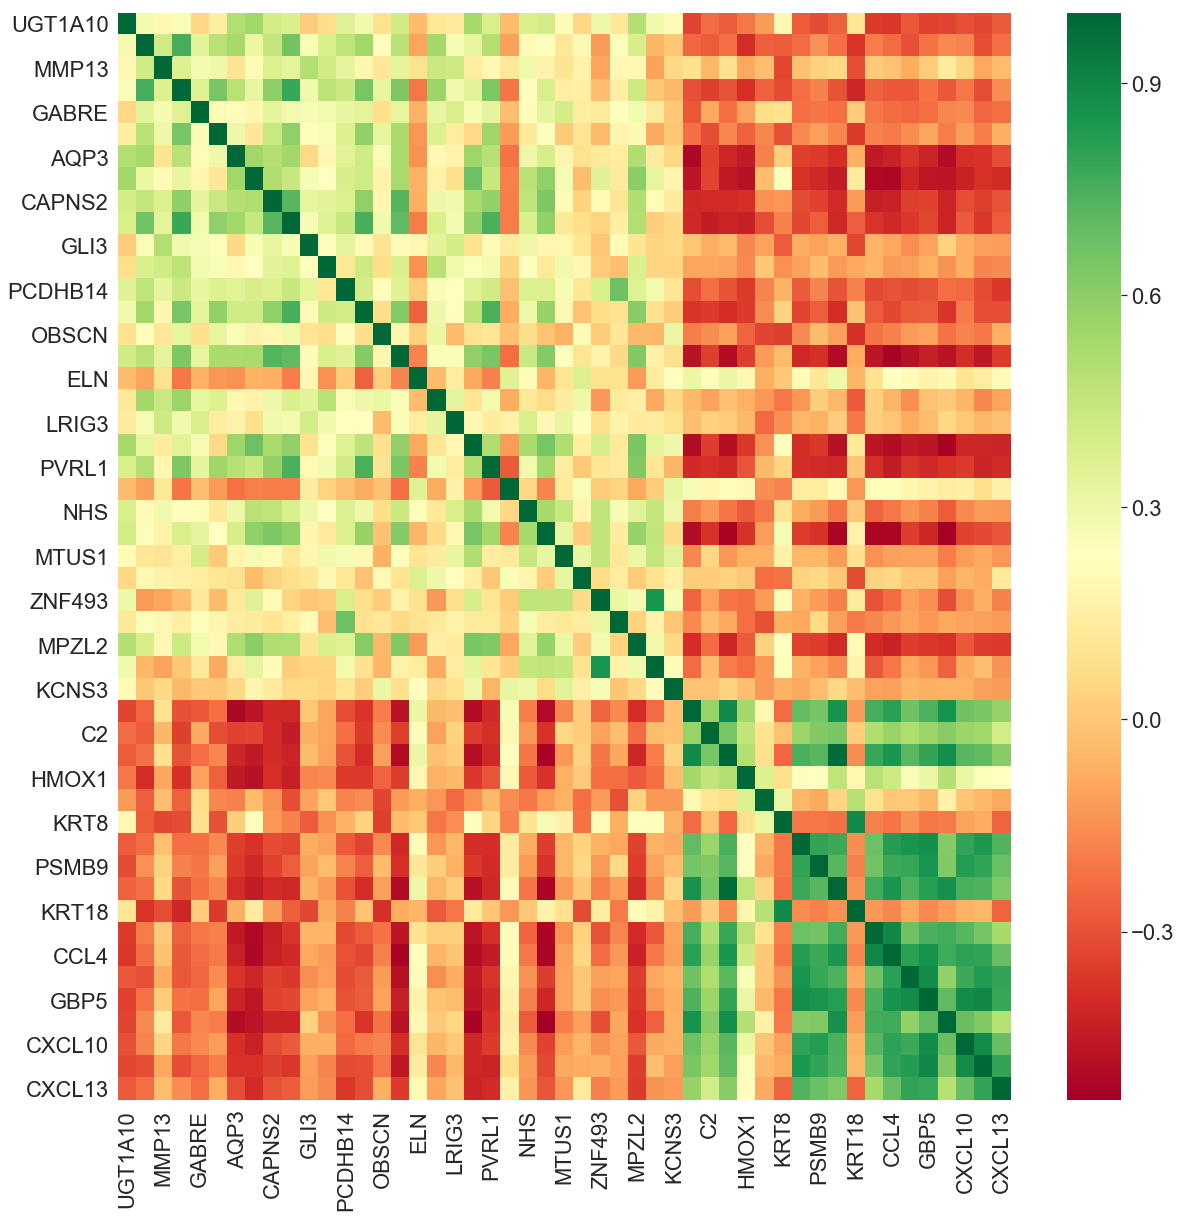 UGT1A10
MMP13
GABRE
AQP3
CAPNS2
GLI3
PCDHB14
OBSCN
ELN
LRIG3
PVRL1
NHS
MTUS1
ZNF493
MPZL2
KCNS3
C2
HMOX1
KRT8
PSMB9
KRT18
CCL4
GBP5
CXCL10
CXCL13
UGT1A10
MMP13
GABRE
AQP3
CAPNS2
GLI3
PCDHB14
OBSCN
ELN
LRIG3
PVRL1
NHS
MTUS1
ZNF493
MPZL2
KCNS3
C2
HMOX1
KRT8
PSMB9
KRT18
CCL4
GBP5
CXCL10
CXCL13
0.9
0.6
0.3
0.0
−0.3